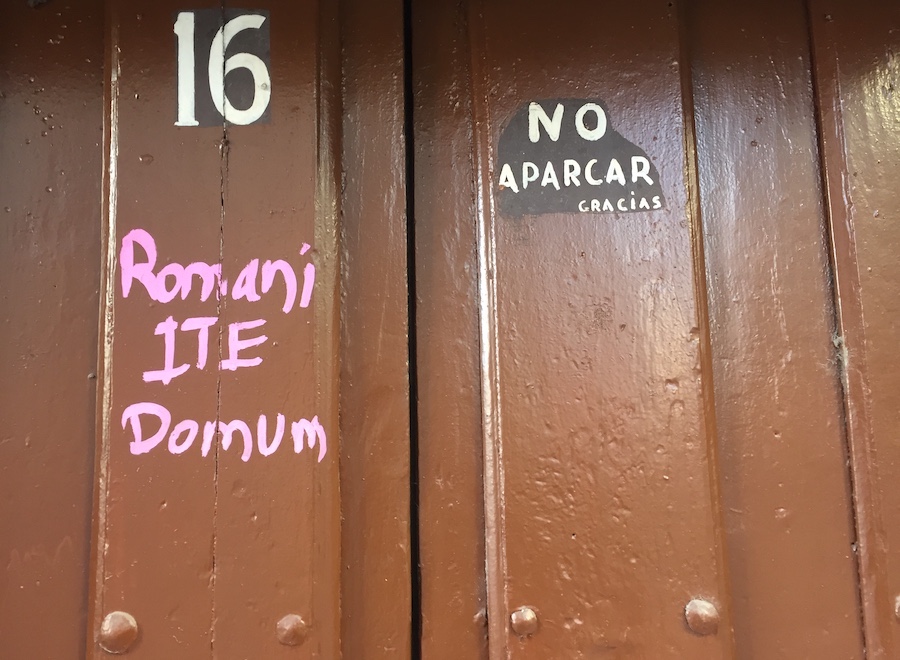 16
NO
APARCAR
GRACiAS
Romani
ITE
Domum